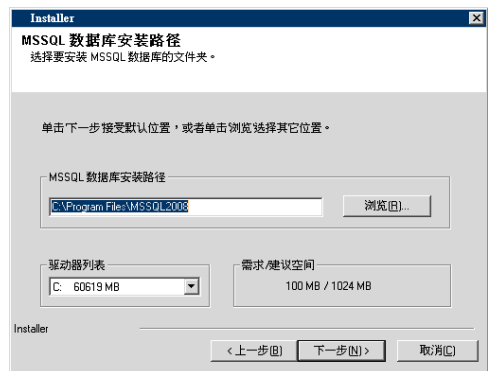 Installer
MSSQL 数据库安装路径
选择要安装 MSSQL 数据库的文件夹。
单击'下一步'接受默认位置，或者单击'浏览'选择其它位置。
MSSQL 数据库安装路径
C:\Program Files\MSSQL2008
浏览(R)...
驱动器列表
C: 60619 MB
需求/建议空间
100 MB / 1024 MB
Installer
<上一步(B)
下一步(N)>
取消(C)